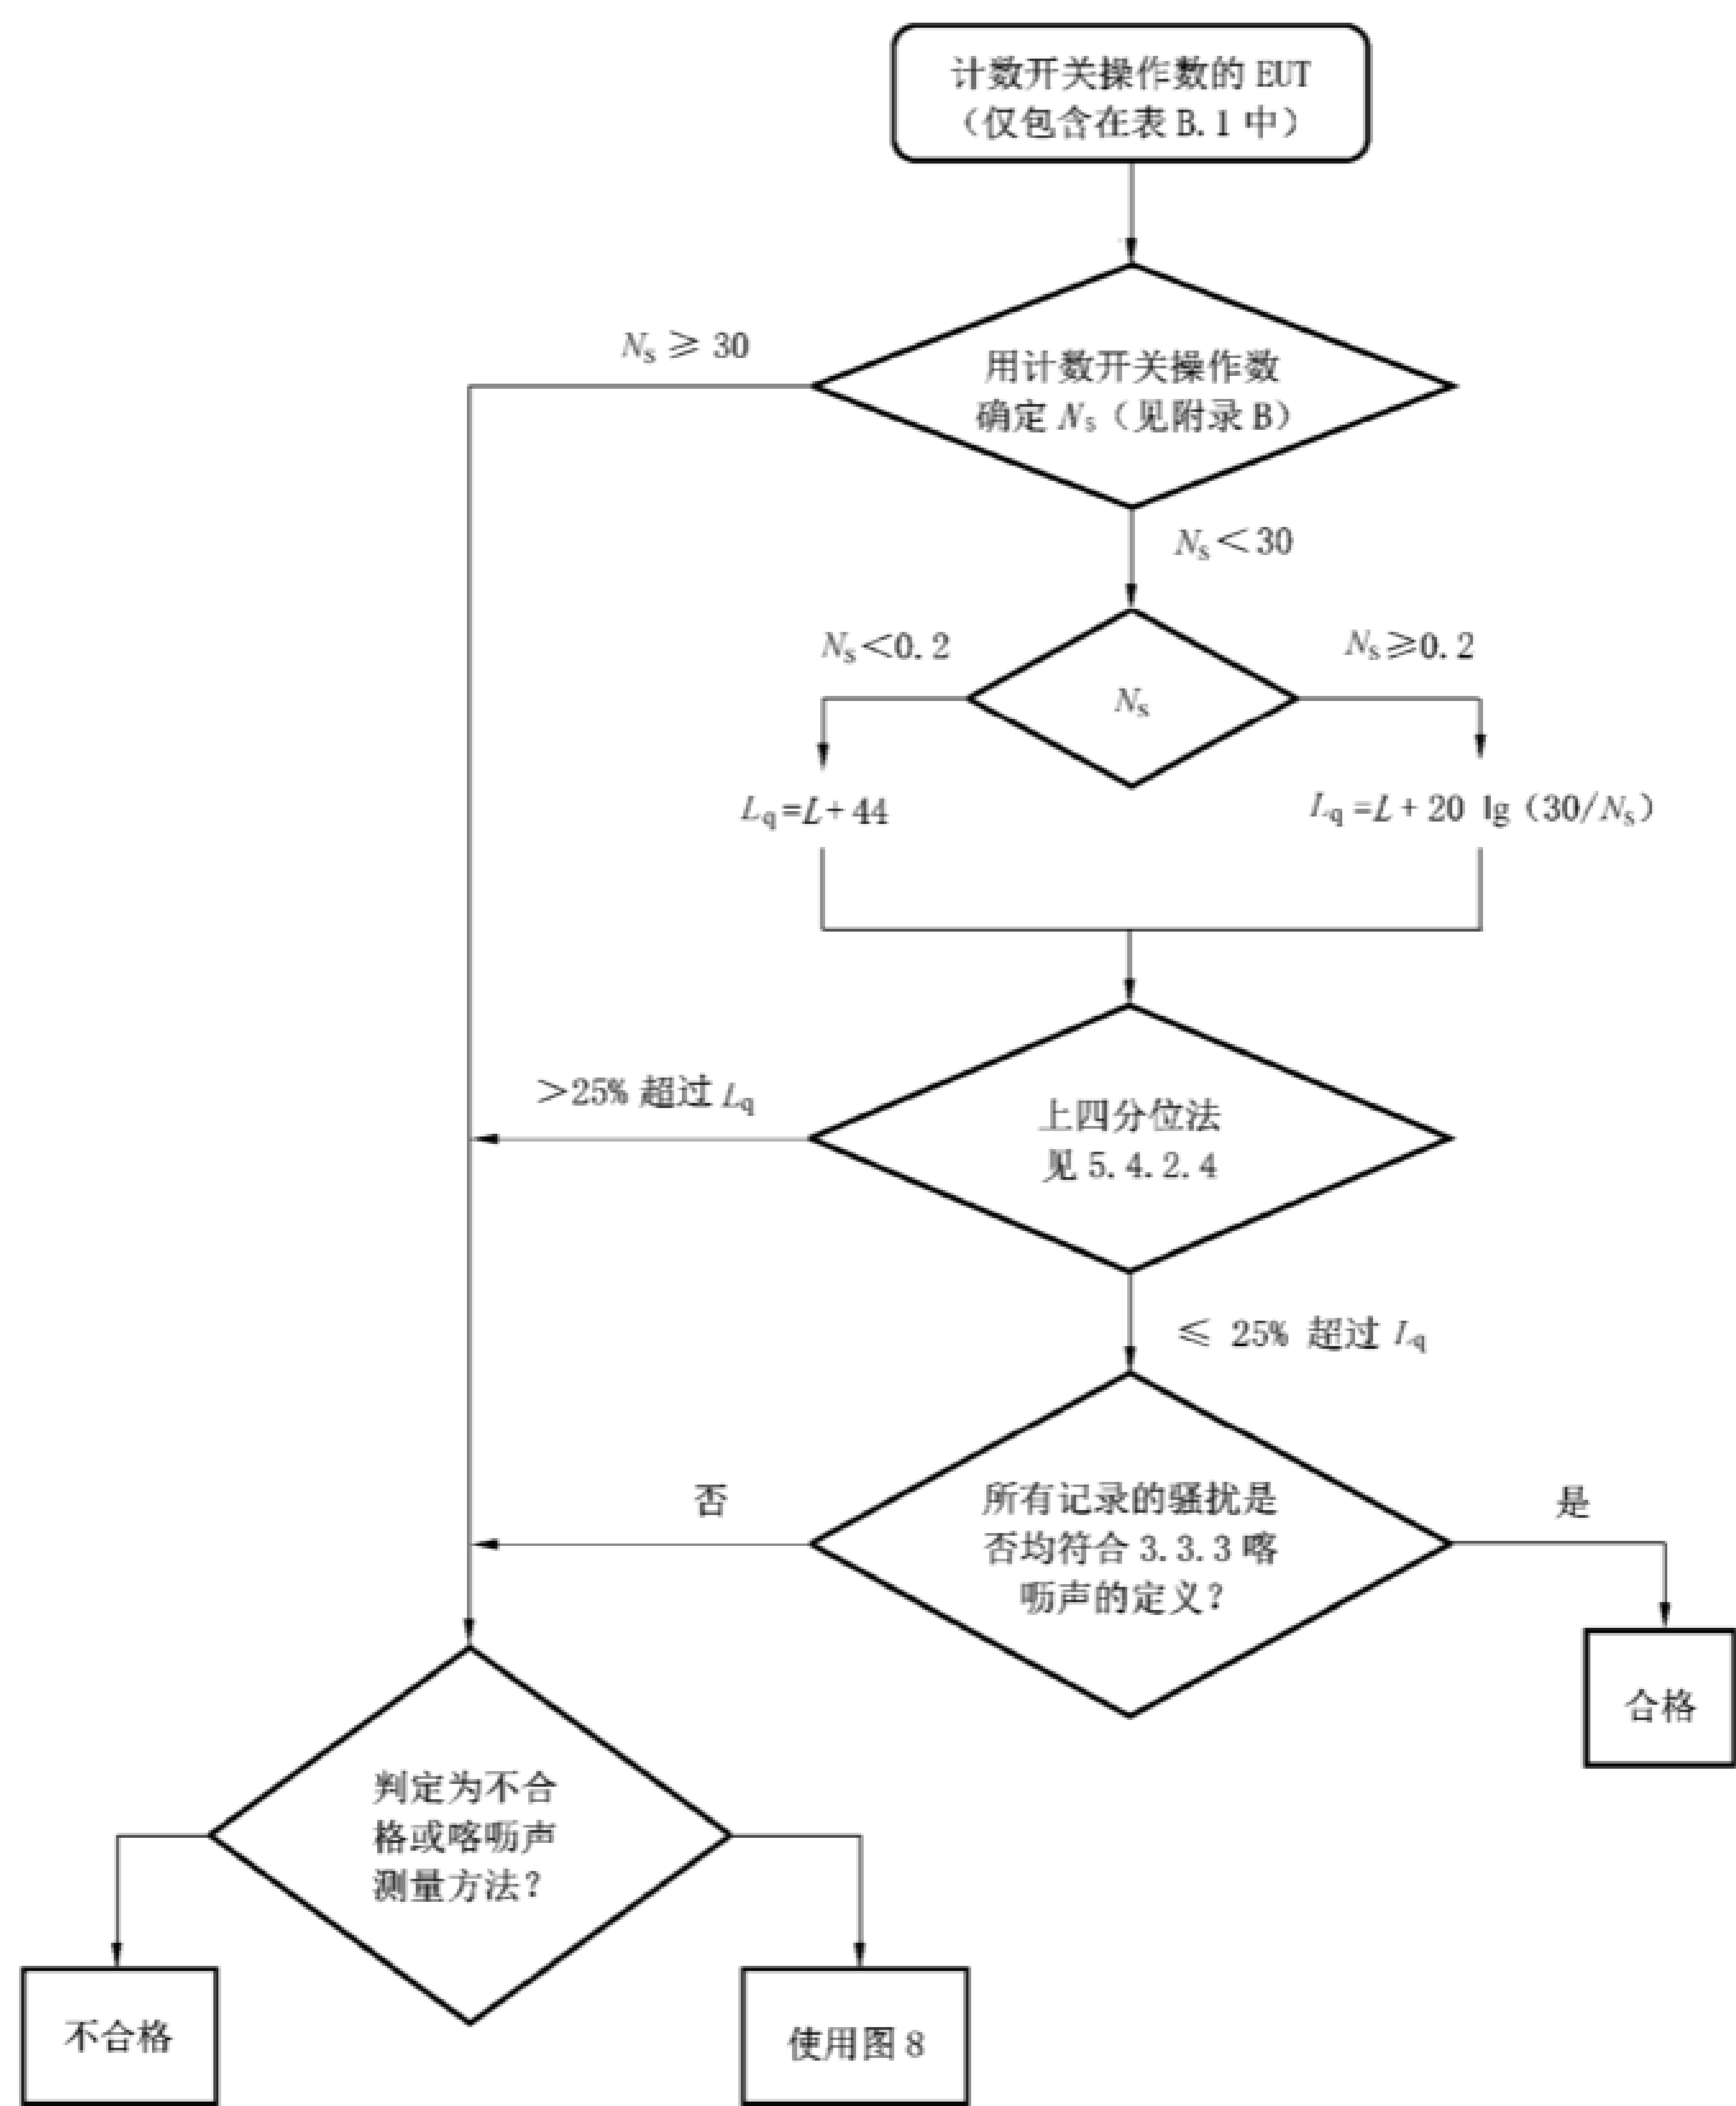 计数开关操作数的 EUT
（仅包含在表 B.1 中）
Ns ≥ 30
用计数开关操作数
确定 Ns（见附录 B）
Ns＜30
Ns＜0.2
Ns≥0.2
Ns
Lq=L+44
Lq=L+20 lg（30/Ns）
＞25% 超过 Lq
上四分位法
见 5.4.2.4
≤ 25% 超过 Lq
否
所有记录的骚扰是
否均符合 3.3.3 喀
呖声的定义？
是
合格
判定为不合
格或喀呖声
测量方法？
不合格
使用图 8